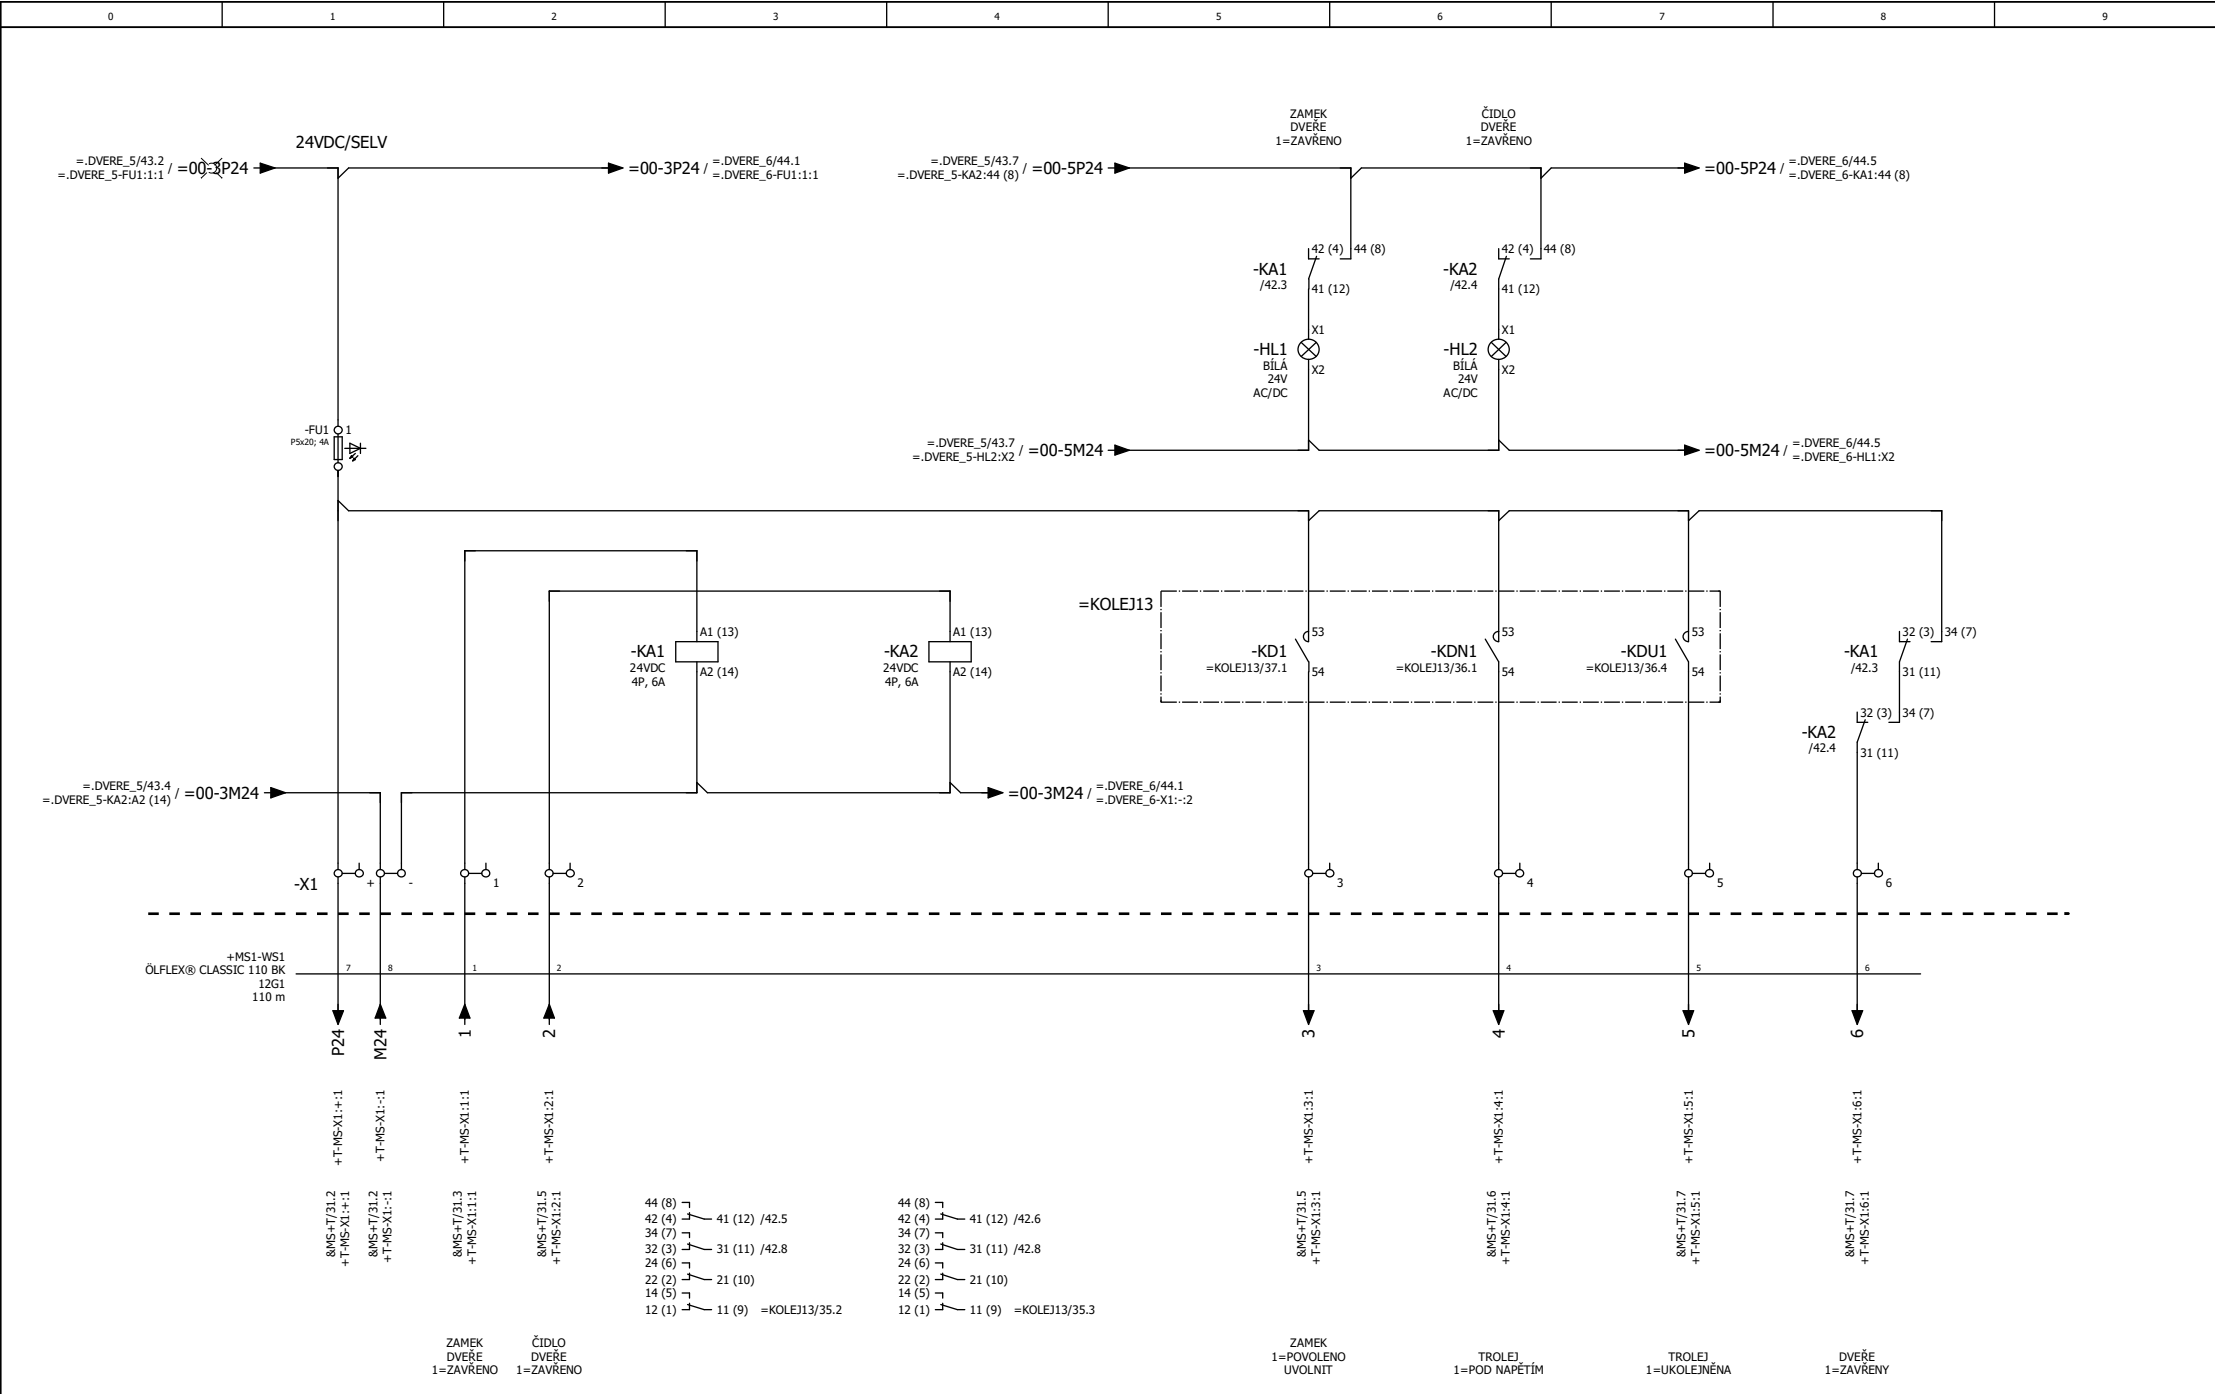 0 1 2 3 4 5 6 7 8 9
ZAMEK
DVEŘE
1=ZAVŘENO
ČIDLO
DVEŘE
1=ZAVŘENO
24VDC/SELV
=.DVERE_5/43.2
=.DVERE_5-FU1:1:1
/ =00-3P24
=00-3P24 /
=.DVERE_6/44.1
=.DVERE_6-FU1:1:1
=.DVERE_5/43.7
=.DVERE_5-KA2:44 (8)
/ =00-5P24
=00-5P24 /
=.DVERE_6/44.5
=.DVERE_6-KA1:44 (8)
42 (4) 44 (8)
-KA1
/42.3
41 (12)
42 (4) 44 (8)
-KA2
/42.4
41 (12)
X1
-HL1
BÍLÁ
24V
AC/DC
X2
X1
-HL2
BÍLÁ
24V
AC/DC
X2
-FU1 1
P5x20; 4A
=.DVERE_5/43.7
=.DVERE_5-HL2:X2
/ =00-5M24
=00-5M24 /
=.DVERE_6/44.5
=.DVERE_6-HL1:X2
A1 (13)
-KA1
24VDC
4P, 6A
A2 (14)
A1 (13)
-KA2
24VDC
4P, 6A
A2 (14)
=KOLEJ13
53
-KD1
=KOLEJ13/37.1
54
53
-KDN1
=KOLEJ13/36.1
54
53
-KDU1
=KOLEJ13/36.4
54
32 (3) 34 (7)
-KA1
/42.3
31 (11)
32 (3) 34 (7)
-KA2
/42.4
31 (11)
=.DVERE_5/43.4
=.DVERE_5-KA2:A2 (14)
/ =00-3M24
=00-3M24 /
=.DVERE_6/44.1
=.DVERE_6-X1:-:2
-X1 + - 1 2 3 4 5 6
+MS1-WS1
ÖLFLEX® CLASSIC 110 BK
12G1
110 m
7 8 1 2 3 4 5 6
P24 M24 1 2 3 4 5 6
+T-MS-X1:+:1
+T-MS-X1:-:1
+T-MS-X1:1:1
+T-MS-X1:2:1
+T-MS-X1:3:1
+T-MS-X1:4:1
+T-MS-X1:5:1
+T-MS-X1:6:1
&MS+T/31.2
+T-MS-X1:+:1
&MS+T/31.2
+T-MS-X1:-:1
&MS+T/31.3
+T-MS-X1:1:1
&MS+T/31.5
+T-MS-X1:2:1
44 (8)
42 (4) 41 (12) /42.5
34 (7)
32 (3) 31 (11) /42.8
24 (6)
22 (2) 21 (10)
14 (5)
12 (1) 11 (9) =KOLEJ13/35.2
44 (8)
42 (4) 41 (12) /42.6
34 (7)
32 (3) 31 (11) /42.8
24 (6)
22 (2) 21 (10)
14 (5)
12 (1) 11 (9) =KOLEJ13/35.3
&MS+T/31.5
+T-MS-X1:3:1
&MS+T/31.6
+T-MS-X1:4:1
&MS+T/31.7
+T-MS-X1:5:1
&MS+T/31.7
+T-MS-X1:6:1
ZAMEK
DVEŘE
1=ZAVŘENO
ČIDLO
DVEŘE
1=ZAVŘENO
ZAMEK
1=POVOLENO
UVOLNIT
TROLEJ
1=POD NAPĚTÍM
TROLEJ
1=UKOLEJNĚNA
DVEŘE
1=ZAVŘENY